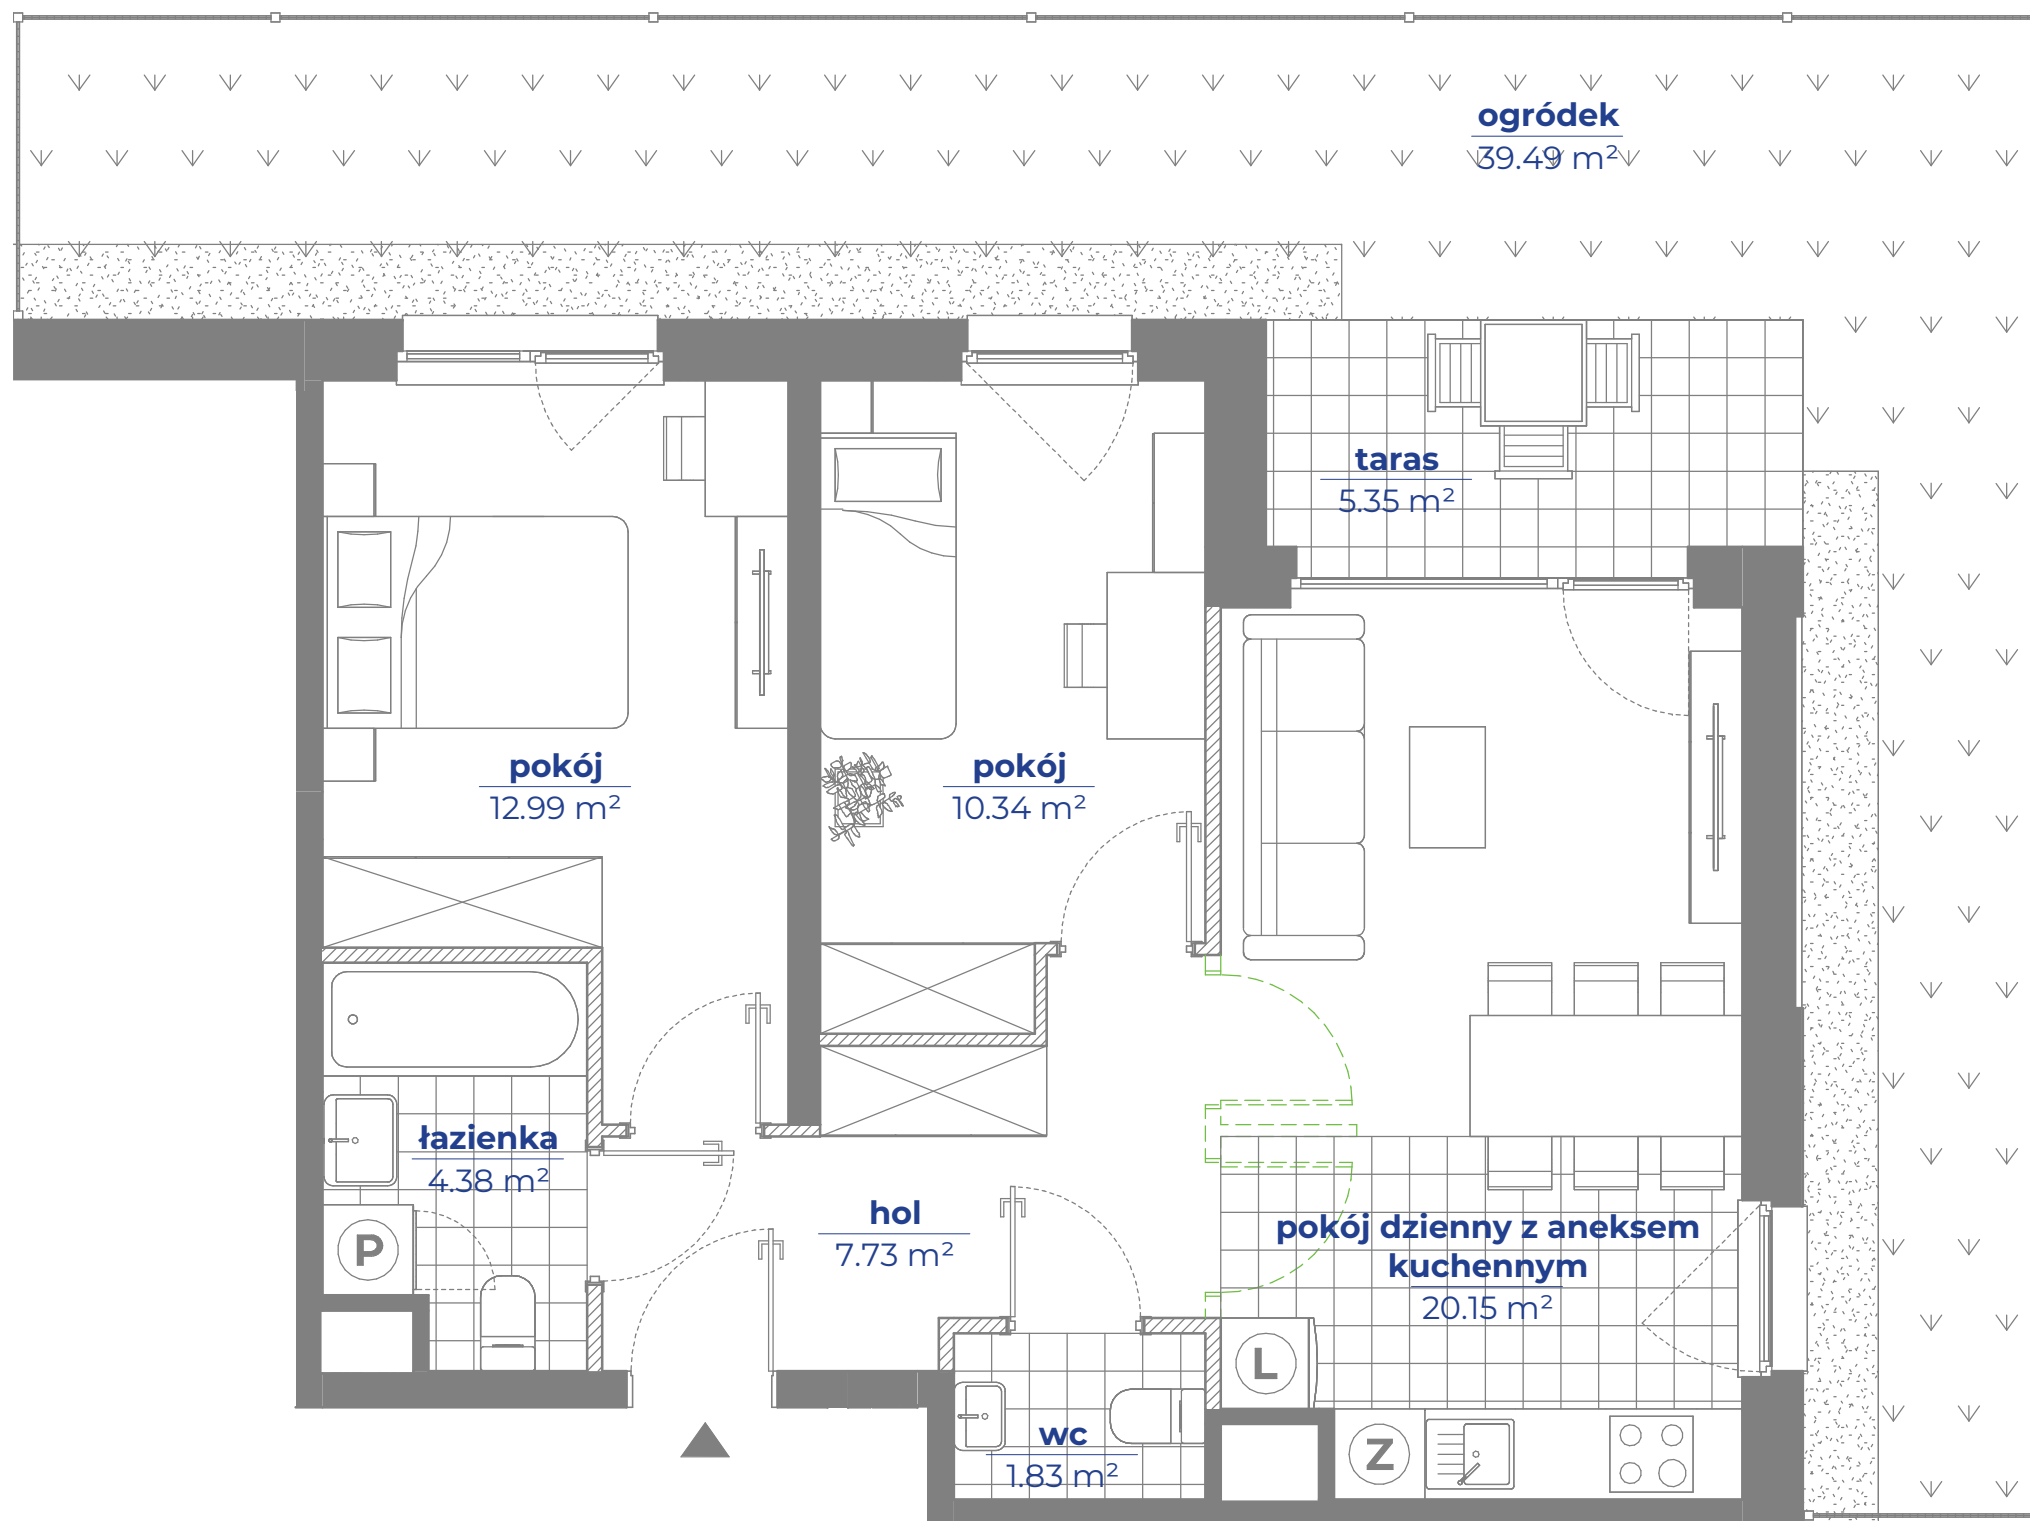 ogródek
39.49 m²
taras
5.35 m²
pokój
12.99 m²
pokój
10.34 m²
łazienka
4.38 m²
P
hol
7.73 m²
pokój dzienny z aneksem
kuchennym
20.15 m²
L
wc
1.83 m²
Z